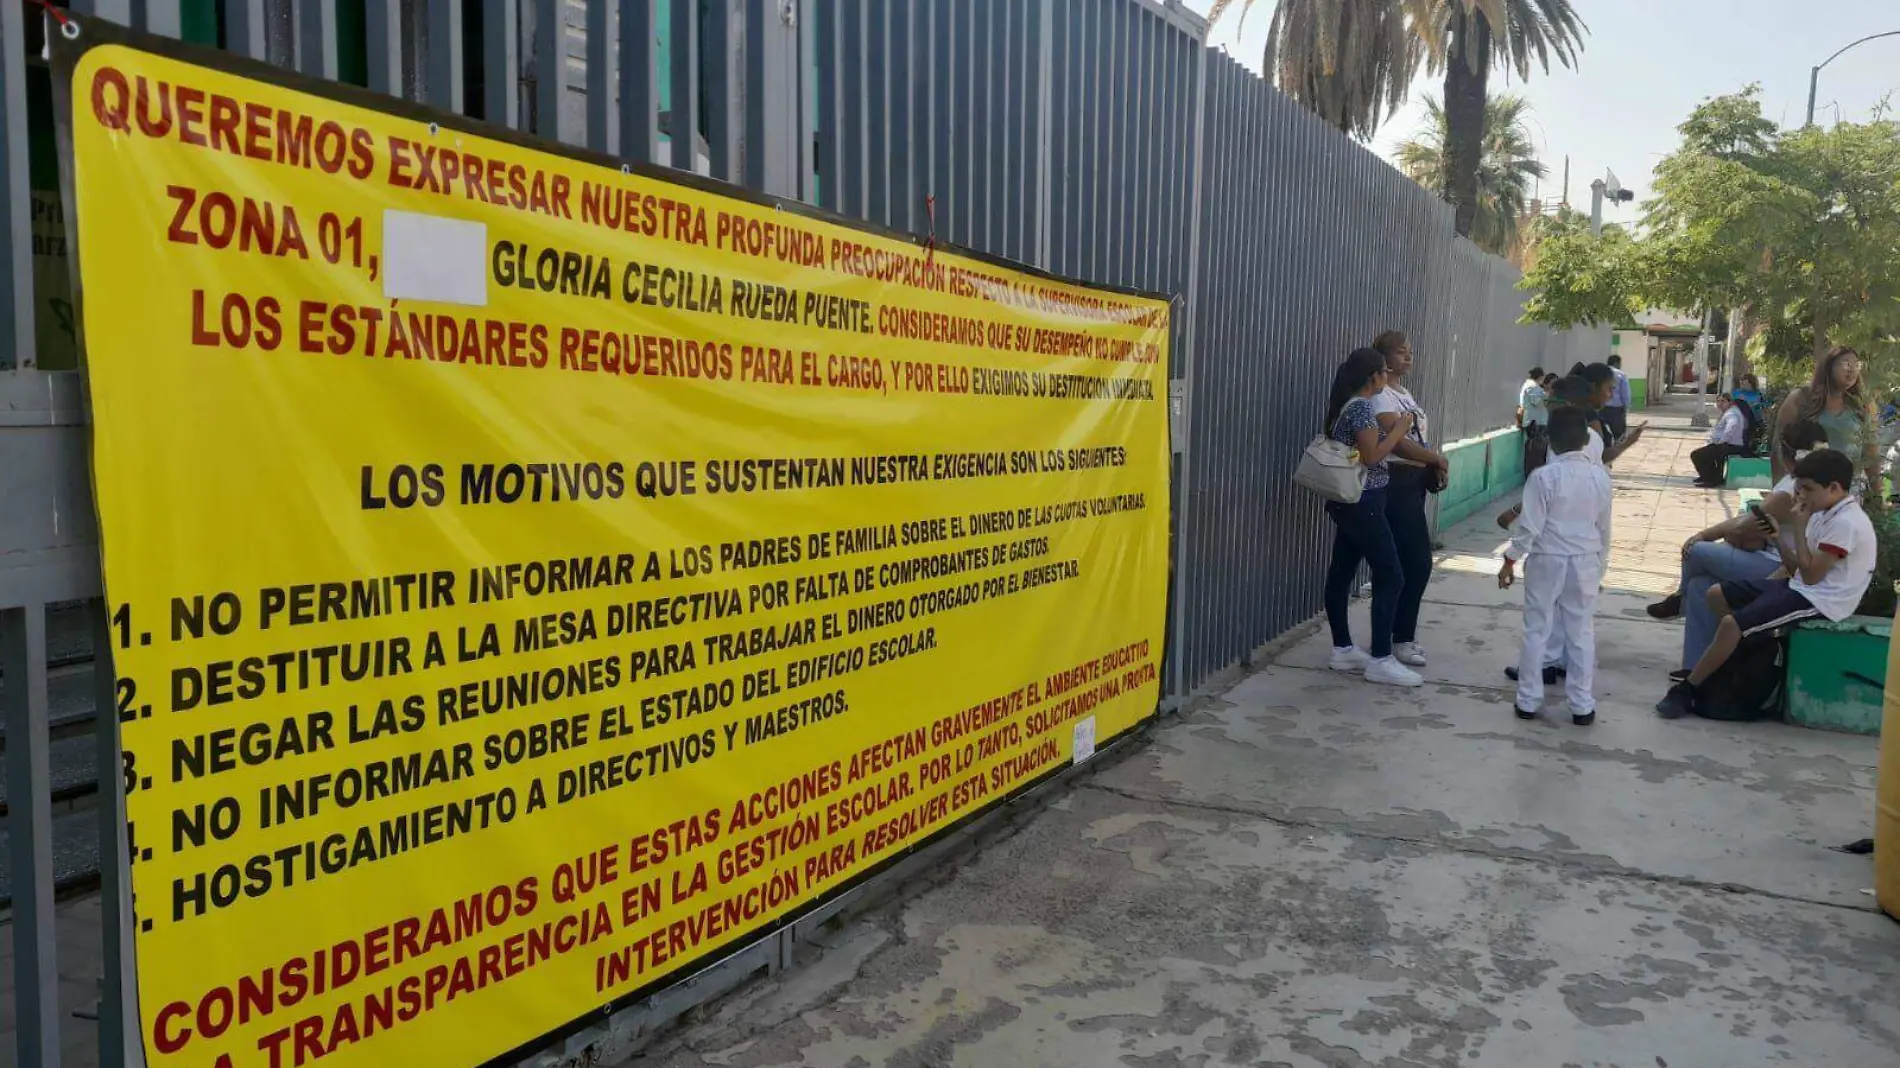 QUEREMOS EXPRESAR NUESTRA PROFUNDA PREOCUPACIÓN RESPECTO A LA SUPERVISORA ESCOLAR DE LA
ZONA 01, GLORIA CECILIA RUEDA PUENTE. CONSIDERAMOS QUE SU DESEMPEÑO NO CUMPLE CON
LOS ESTÁNDARES REQUERIDOS PARA EL CARGO, Y POR ELLO EXIGIMOS SU DESTITUCIÓN INMEDIATA.
LOS MOTIVOS QUE SUSTENTAN NUESTRA EXIGENCIA SON LOS SIGUIENTES:
1. NO PERMITIR INFORMAR A LOS PADRES DE FAMILIA SOBRE EL DINERO DE LAS CUOTAS VOLUNTARIAS.
2. DESTITUIR A LA MESA DIRECTIVA POR FALTA DE COMPROBANTES DE GASTOS.
3. NEGAR LAS REUNIONES PARA TRABAJAR EL DINERO OTORGADO POR EL BIENESTAR.
4. NO INFORMAR SOBRE EL ESTADO DEL EDIFICIO ESCOLAR.
5. HOSTIGAMIENTO A DIRECTIVOS Y MAESTROS.
CONSIDERAMOS QUE ESTAS ACCIONES AFECTAN GRAVEMENTE EL AMBIENTE EDUCATIVO
LA TRANSPARENCIA EN LA GESTIÓN ESCOLAR. POR LO TANTO, SOLICITAMOS UNA PRONTA
INTERVENCIÓN PARA RESOLVER ESTA SITUACIÓN.